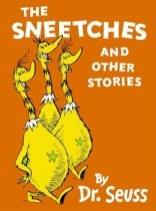 THE
SNEETCHES
AND
OTHER
STORIES
By
Dr. Seuss